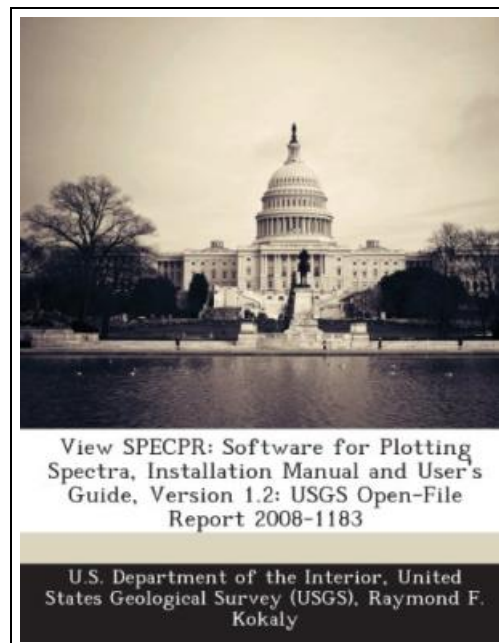 View SPECPR: Software for Plotting
Spectra, Installation Manual and User's
Guide, Version 1.2: USGS Open-File
Report 2008-1183
U.S. Department of the Interior, United
States Geological Survey (USGS), Raymond F.
Kokaly